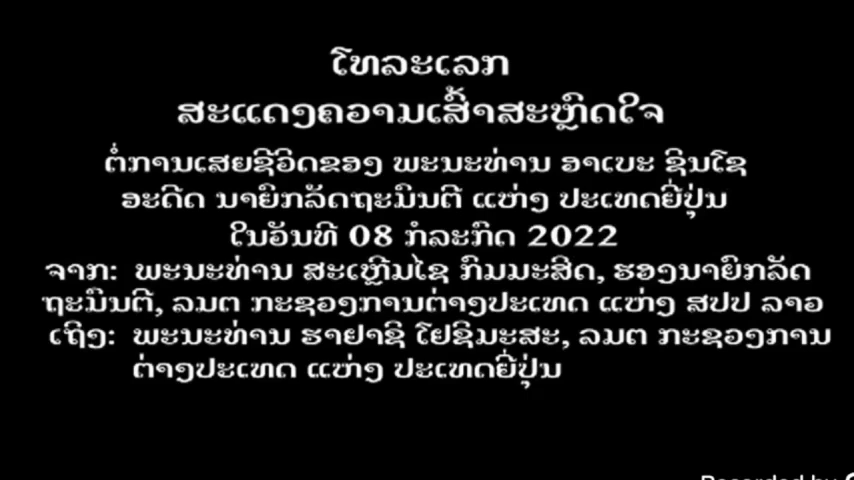 ໂທລະເລກ
ສະແດງຄວາມເສົ້າສະຫຼົດໃຈ
ຕໍ່ການເສຍຊີວິດຂອງ ພະນະທ່ານ ອາເບະ ຊິນໂຊ
ອະດີດ ນາຍົກລັດຖະມົນຕີ ແຫ່ງ ປະເທດຍີ່ປຸ່ນ
ໃນວັນທີ 08 ກໍລະກົດ 2022
ຈາກ: ພະນະທ່ານ ສະເຫຼີມໄຊ ກົມມະສິດ, ຮອງນາຍົກລັດ
ຖະມົນຕີ, ລມຕ ກະຊວງການຕ່າງປະເທດ ແຫ່ງ ສປປ ລາວ
ເຖິງ: ພະນະທ່ານ ຮາຢາຊິ ໂຢຊິມະສະ, ລມຕ ກະຊວງການ
ຕ່າງປະເທດ ແຫ່ງ ປະເທດຍີ່ປຸ່ນ
Recorded by